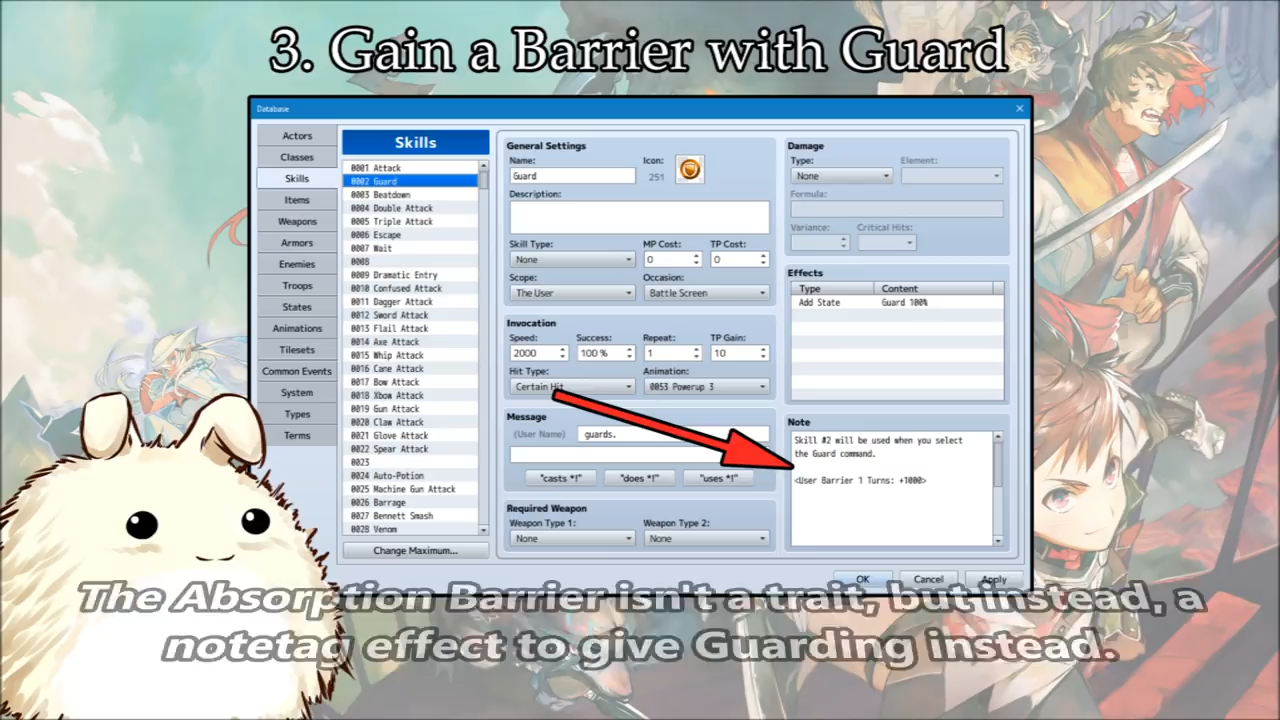 3. Gain a Barrier with Guard
Database
Actors
Classes
Skills
Items
Weapons
Armors
Enemies
Troops
States
Animations
Tilesets
Common Events
System
Types
Terms
Skills
0001 Attack
0002 Guard
0003 Beatdown
0004 Double Attack
0005 Triple Attack
0006 Escape
0007 Wait
0008
0009 Dramatic Entry
0010 Confused Attack
0011 Dagger Attack
0012 Sword Attack
0013 Flail Attack
0014 Axe Attack
0015 Whip Attack
0016 Cane Attack
0017 Bow Attack
0018 Xbow Attack
0019 Gun Attack
0020 Claw Attack
0021 Glove Attack
0022 Spear Attack
0023
0024 Auto-Potion
0025 Machine Gun Attack
0026 Barrage
0027 Bennett Smash
0028 Venom
Change Maximum...
General Settings
Name: Icon:
Guard 251
Description:
Skill Type: MP Cost: TP Cost:
None 0 0
Scope: Occasion:
The User Battle Screen
Invocation
Speed: Success: Repeat: TP Gain:
2000 100 % 1 10
Hit Type: Animation:
Certain Hit 0053 Powerup 3
Message
(User Name) guards.
"casts *!" "does *!" "uses *!"
Required Weapon
Weapon Type 1: Weapon Type 2:
None None
Damage
Type: Element:
None
Formula:
Variance: Critical Hits:
Effects
Type Content
Add State Guard 100%
Note
Skill #2 will be used when you select
the Guard command.
<User Barrier 1 Turns: +1000>
OK Cancel Apply
The Absorption Barrier isn't a trait, but instead, a
notetag effect to give Guarding instead.